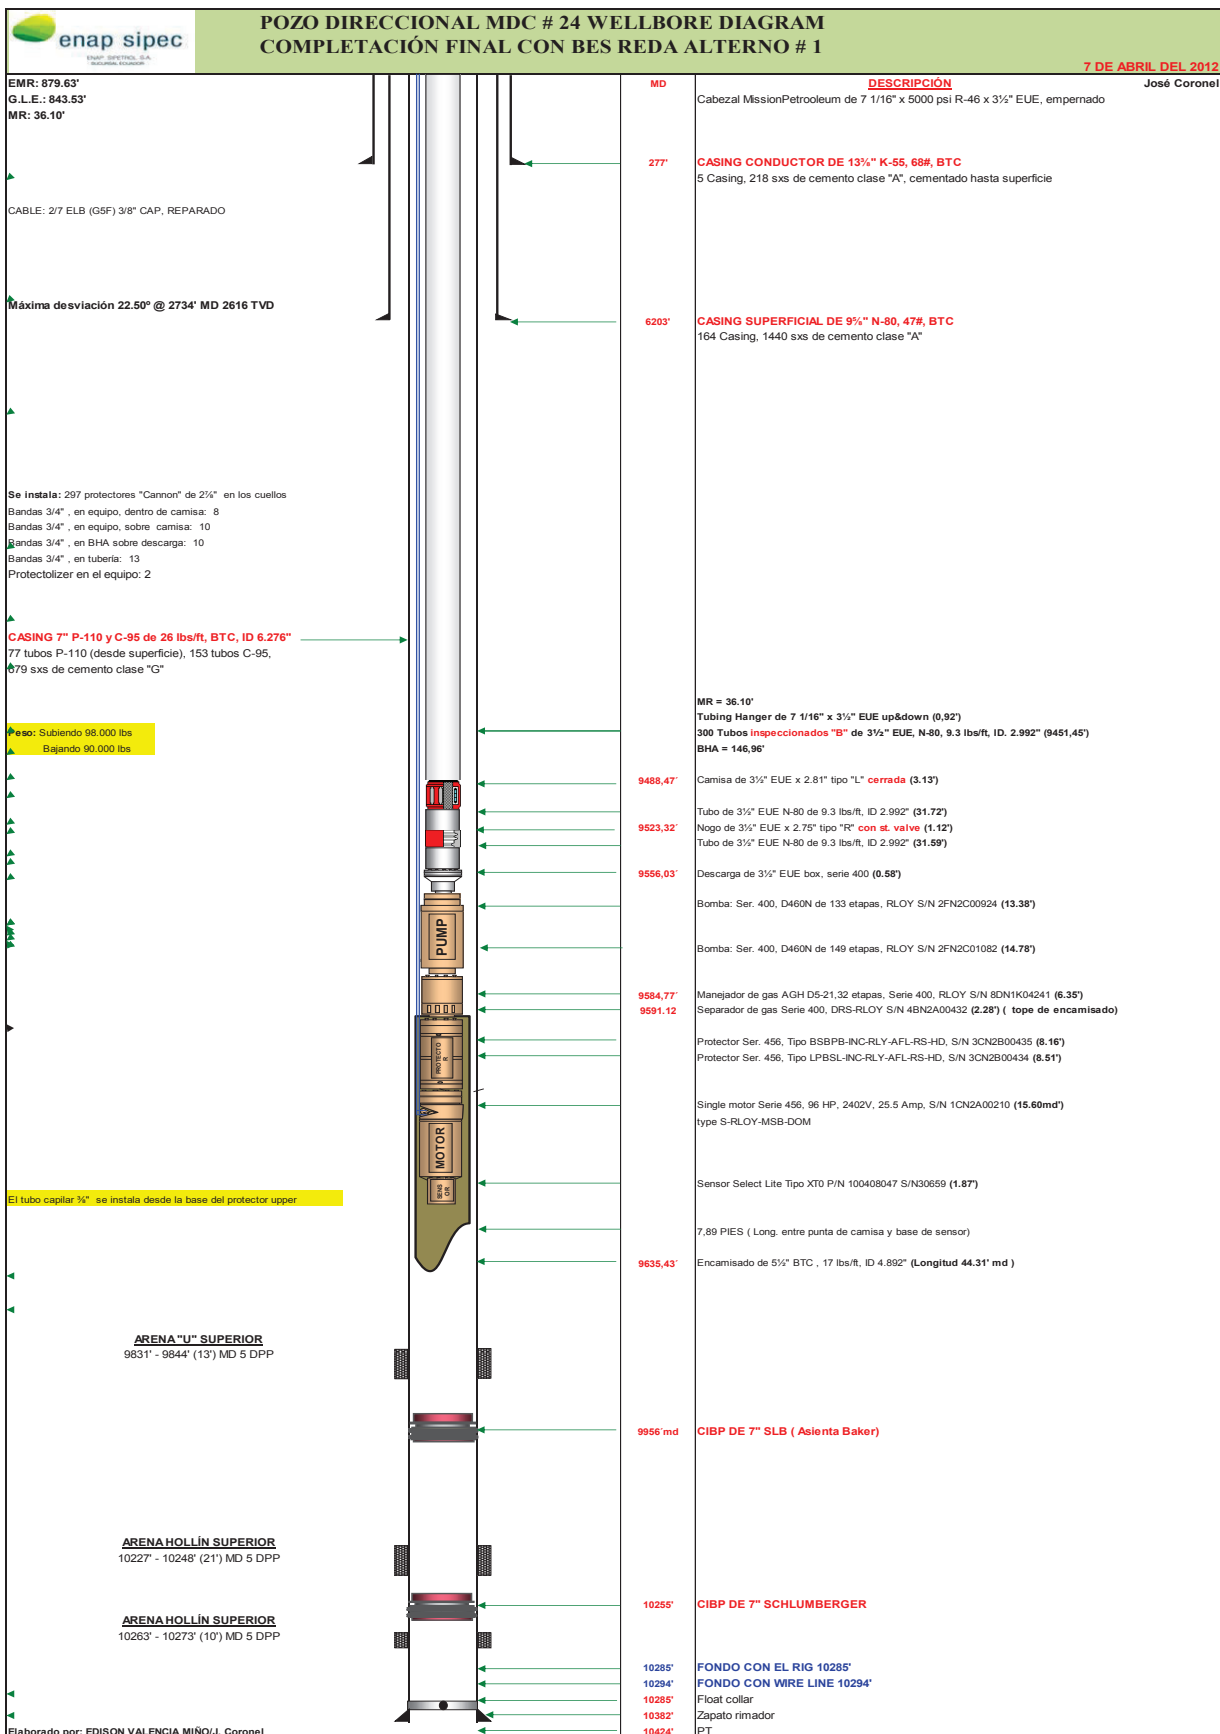 enap sipec
ENAP SIPETROL S.A.
SUCURSAL ECUADOR
POZO DIRECCIONAL MDC # 24 WELLBORE DIAGRAM
COMPLETACIÓN FINAL CON BES REDA ALTERNO # 1
7 DE ABRIL DEL 2012
EMR: 879.63'
G.L.E.: 843.53'
MR: 36.10'
MD
DESCRIPCIÓN
José Coronel
Cabezal MissionPetrooleum de 7 1/16" x 5000 psi R-46 x 3½" EUE, empernado
277'
CASING CONDUCTOR DE 13⅜" K-55, 68#, BTC
5 Casing, 218 sxs de cemento clase "A", cementado hasta superficie
CABLE: 2/7 ELB (G5F) 3/8" CAP, REPARADO
Máxima desviación 22.50º @ 2734' MD 2616 TVD
6203'
CASING SUPERFICIAL DE 9⅝" N-80, 47#, BTC
164 Casing, 1440 sxs de cemento clase "A"
Se instala: 297 protectores "Cannon" de 2⅞" en los cuellos
Bandas 3/4" , en equipo, dentro de camisa: 8
Bandas 3/4" , en equipo, sobre camisa: 10
Bandas 3/4" , en BHA sobre descarga: 10
Bandas 3/4" , en tubería: 13
Protectolizer en el equipo: 2
CASING 7" P-110 y C-95 de 26 lbs/ft, BTC, ID 6.276"
77 tubos P-110 (desde superficie), 153 tubos C-95,
679 sxs de cemento clase "G"
Peso: Subiendo 98.000 lbs
Bajando 90.000 lbs
MR = 36.10'
Tubing Hanger de 7 1/16" x 3½" EUE up&down (0,92')
300 Tubos inspeccionados "B" de 3½" EUE, N-80, 9.3 lbs/ft, ID. 2.992" (9451,45')
BHA = 146,96'
9488,47´
Camisa de 3½" EUE x 2.81" tipo "L" cerrada (3.13')
Tubo de 3½" EUE N-80 de 9.3 lbs/ft, ID 2.992" (31.72')
9523,32´
Nogo de 3½" EUE x 2.75" tipo "R" con st. valve (1.12')
Tubo de 3½" EUE N-80 de 9.3 lbs/ft, ID 2.992" (31.59')
9556,03´
Descarga de 3½" EUE box, serie 400 (0.58')
Bomba: Ser. 400, D460N de 133 etapas, RLOY S/N 2FN2C00924 (13.38')
PUMP
Bomba: Ser. 400, D460N de 149 etapas, RLOY S/N 2FN2C01082 (14.78')
9584,77´
Manejador de gas AGH D5-21,32 etapas, Serie 400, RLOY S/N 8DN1K04241 (6.35')
9591.12
Separador de gas Serie 400, DRS-RLOY S/N 4BN2A00432 (2.28') ( tope de encamisado)
PROTECTO
R
Protector Ser. 456, Tipo BSBPB-INC-RLY-AFL-RS-HD, S/N 3CN2B00435 (8.16')
Protector Ser. 456, Tipo LPBSL-INC-RLY-AFL-RS-HD, S/N 3CN2B00434 (8.51')
Single motor Serie 456, 96 HP, 2402V, 25.5 Amp, S/N 1CN2A00210 (15.60md')
type S-RLOY-MSB-DOM
MOTOR
SENS
OR
Sensor Select Lite Tipo XT0 P/N 100408047 S/N30659 (1.87')
El tubo capilar ⅜" se instala desde la base del protector upper
7,89 PIES ( Long. entre punta de camisa y base de sensor)
9635,43´
Encamisado de 5½" BTC , 17 lbs/ft, ID 4.892" (Longitud 44.31' md )
ARENA "U" SUPERIOR
9831' - 9844' (13') MD 5 DPP
9956´md
CIBP DE 7" SLB ( Asienta Baker)
ARENA HOLLÍN SUPERIOR
10227' - 10248' (21') MD 5 DPP
10255'
CIBP DE 7" SCHLUMBERGER
ARENA HOLLÍN SUPERIOR
10263' - 10273' (10') MD 5 DPP
10285'
FONDO CON EL RIG 10285'
10294'
FONDO CON WIRE LINE 10294'
10285'
Float collar
10382'
Zapato rimador
10424'
PT
Elaborado por: EDISON VALENCIA MIÑO/J. Coronel